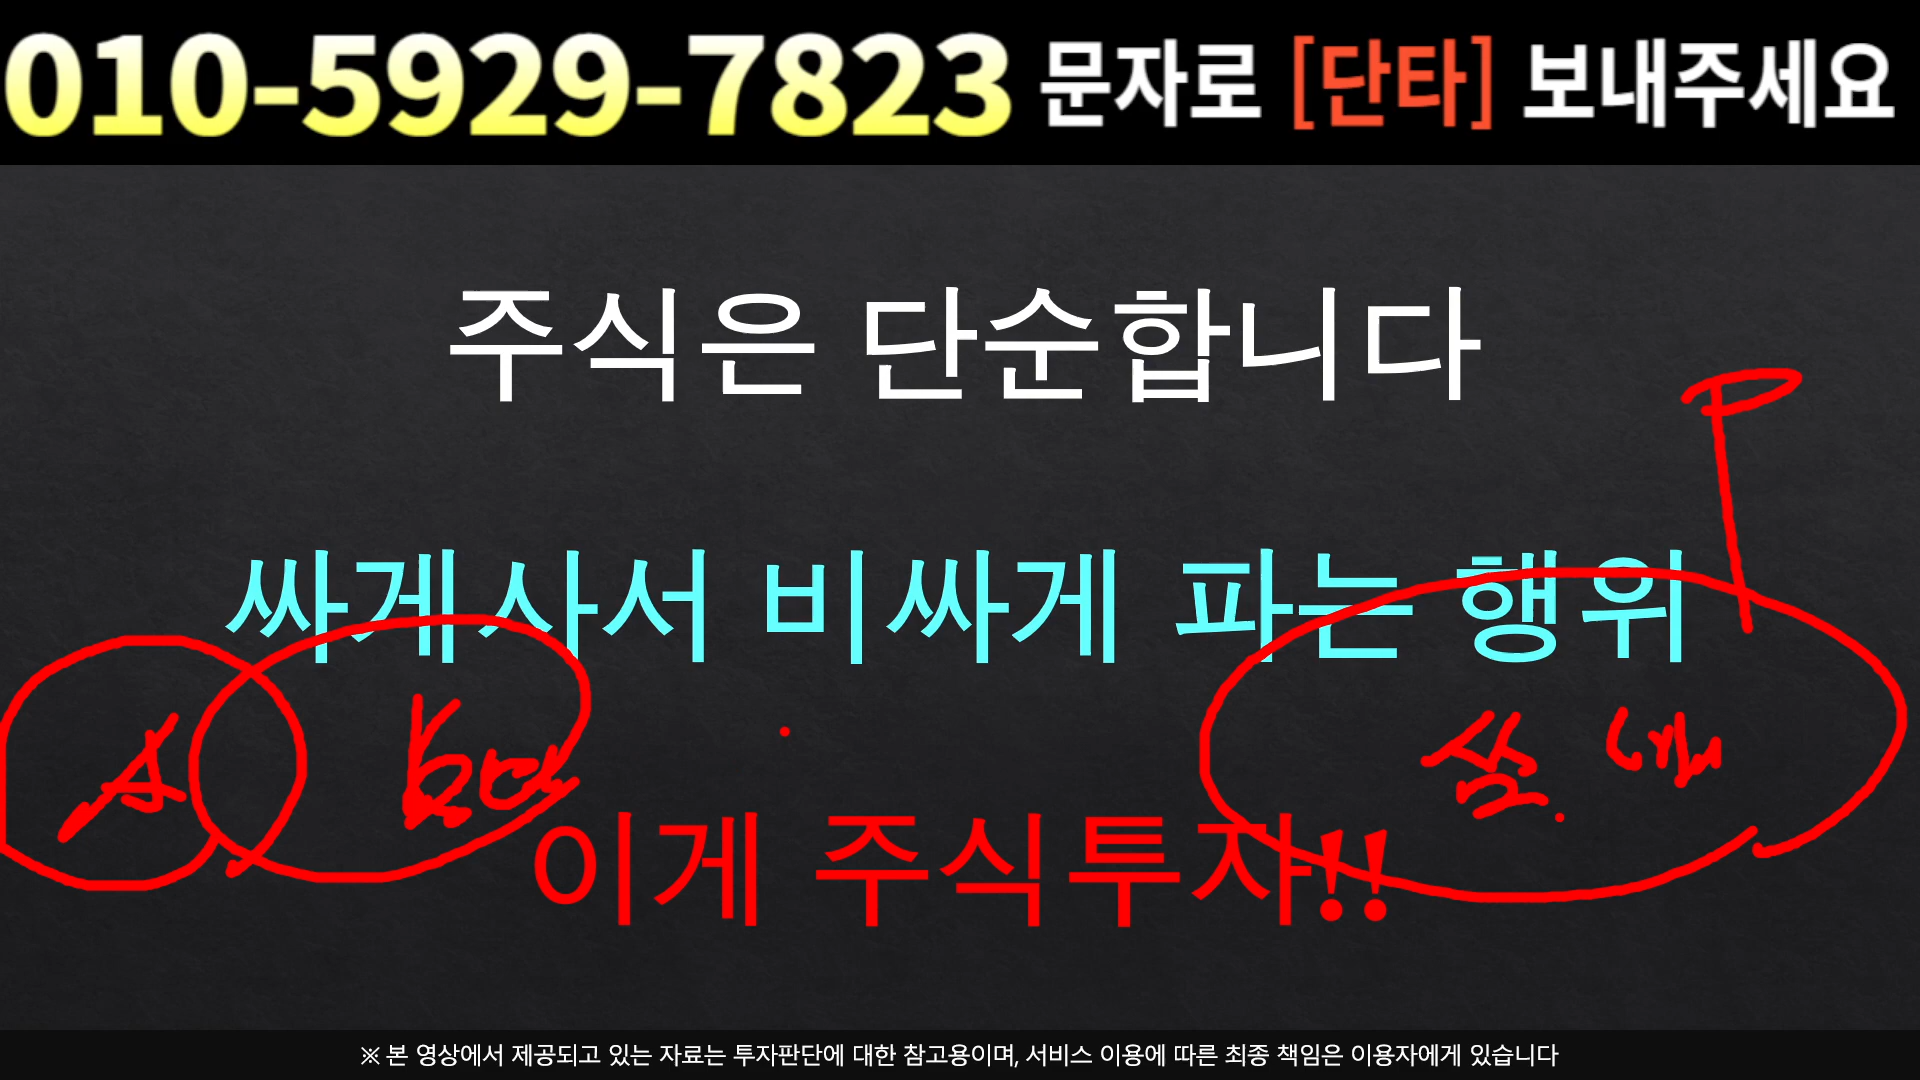 010-5929-7823 문자로 [단타] 보내주세요
주식은 단순합니다
싸게사서 비싸게 파는 행위
이게 주식투자!!
※ 본 영상에서 제공되고 있는 자료는 투자판단에 대한 참고용이며, 서비스 이용에 따른 최종 책임은 이용자에게 있습니다